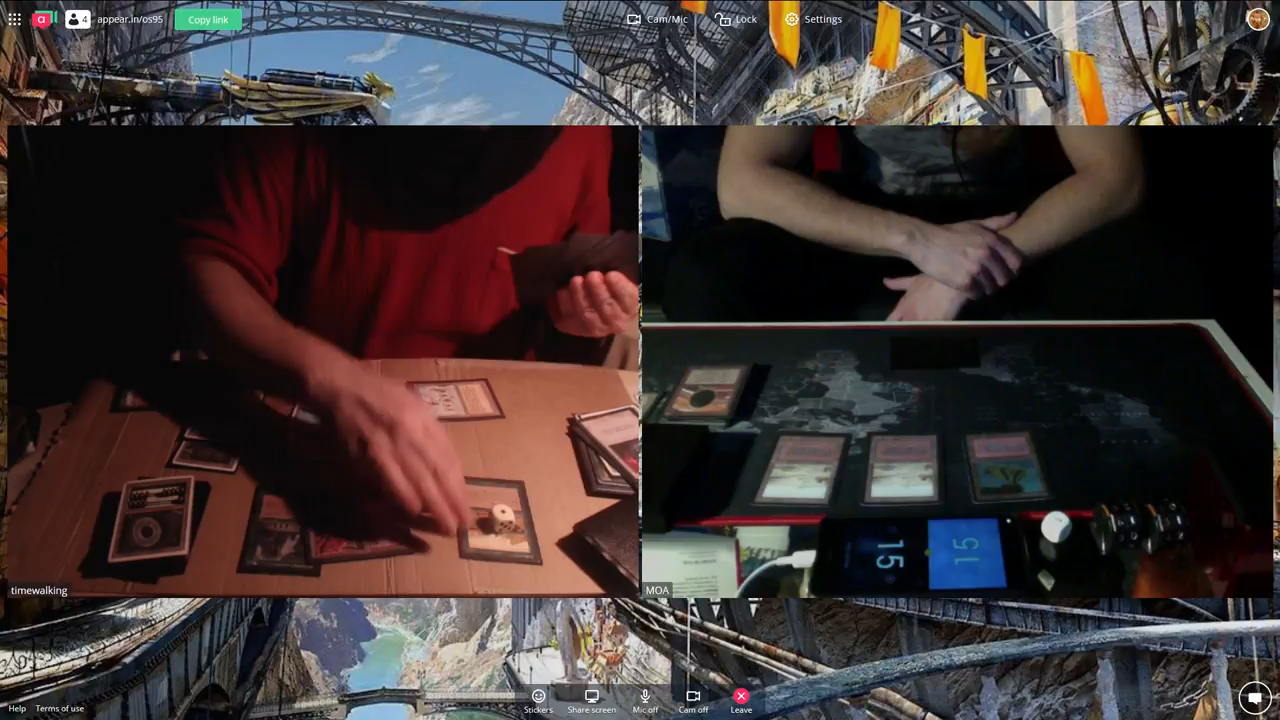 4 appear.in/os95 Copy link Cam/Mic Lock Settings
timewalking
MOA
15 15
Help Terms of use Stickers Share screen Mic off Cam off Leave